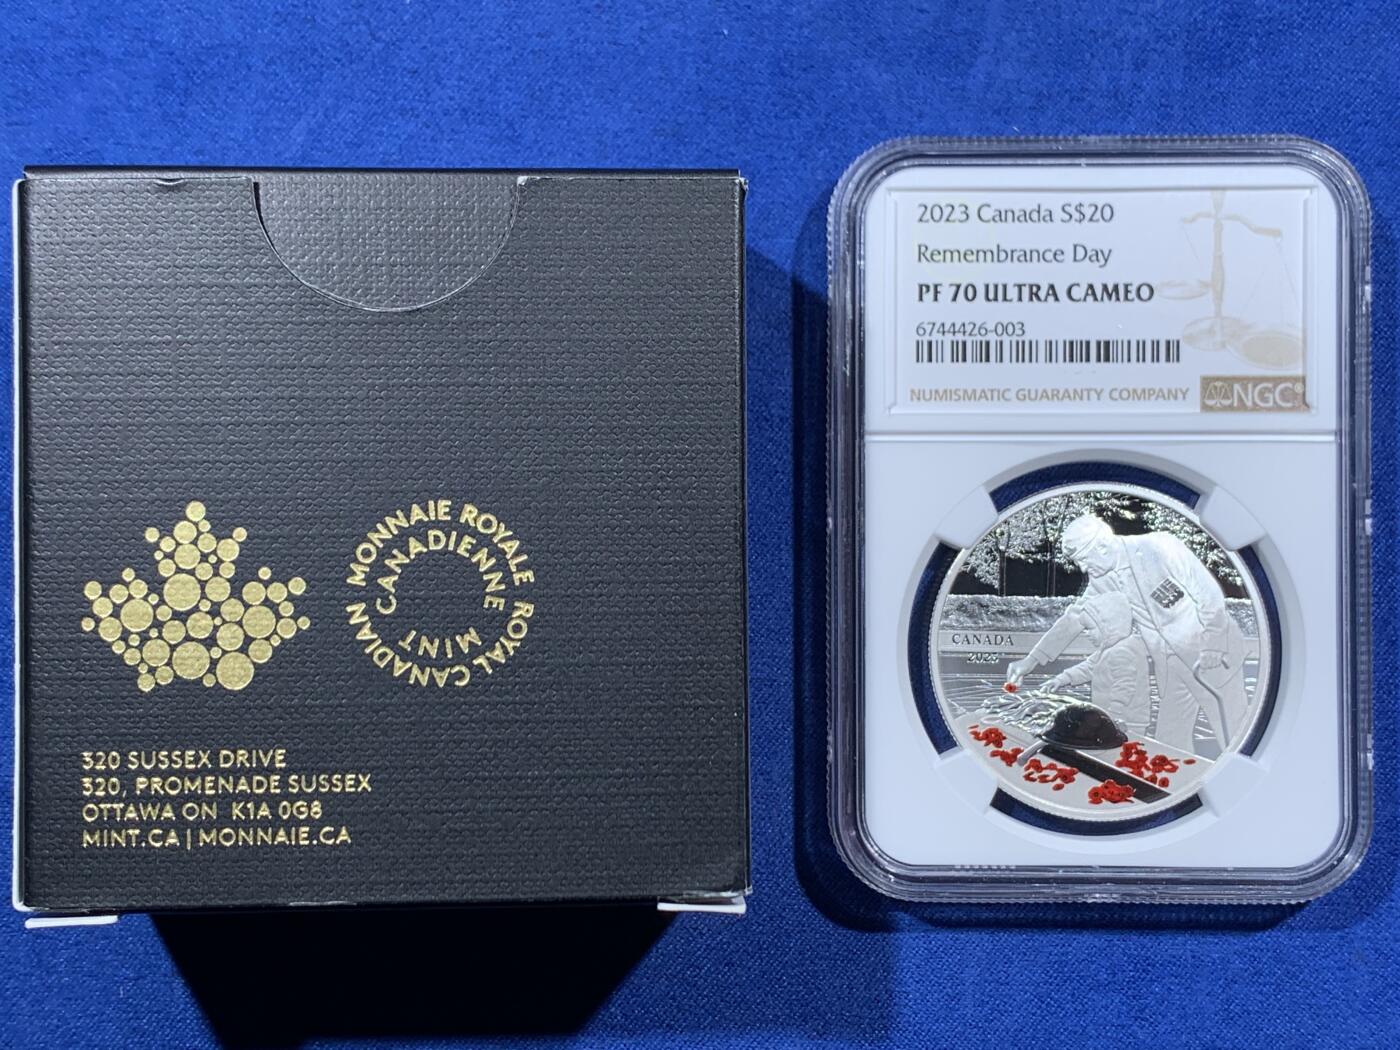 MONNAIE ROYALE CANADIENNE
ROYAL CANADIAN MINT
320 SUSSEX DRIVE
320, PROMENADE SUSSEX
OTTAWA ON K1A 0G8
MINT.CA | MONNAIE.CA
2023 Canada S$20
Remembrance Day
PF 70 ULTRA CAMEO
6744426-003
NUMISMATIC GUARANTY COMPANY
NGC®
CANADA
2023